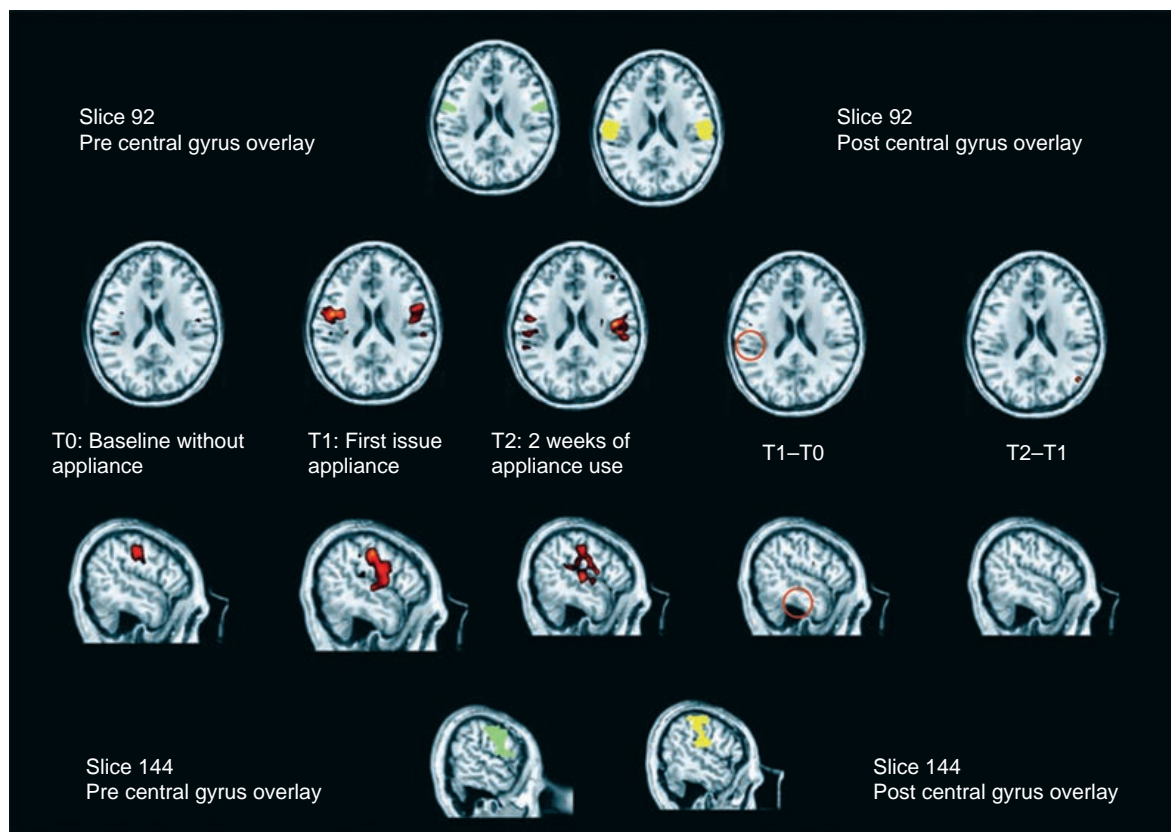 Slice 92
Pre central gyrus overlay
Slice 92
Post central gyrus overlay
T0: Baseline without
appliance
T1: First issue
appliance
T2: 2 weeks of
appliance use
T1–T0
T2–T1
Slice 144
Pre central gyrus overlay
Slice 144
Post central gyrus overlay